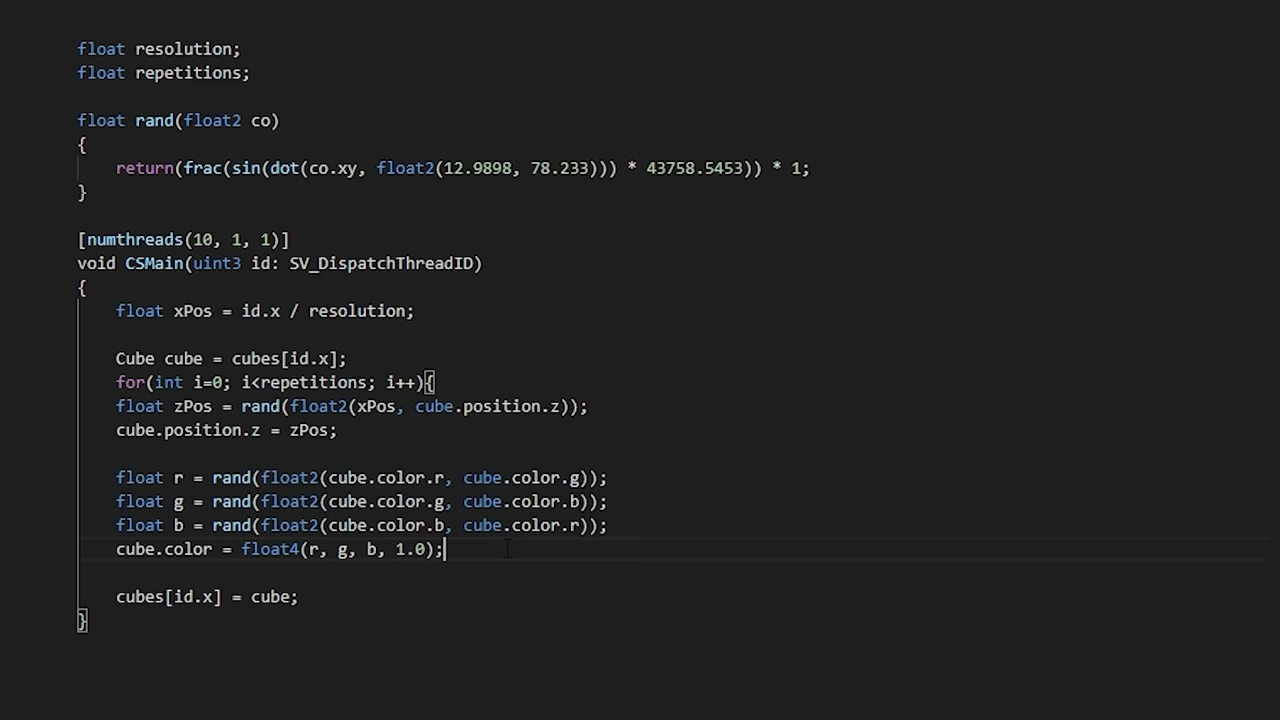 float resolution;
float repetitions;
float rand(float2 co)
{
return(frac(sin(dot(co.xy, float2(12.9898, 78.233))) * 43758.5453)) * 1;
}
[numthreads(10, 1, 1)]
void CSMain(uint3 id: SV_DispatchThreadID)
{
float xPos = id.x / resolution;
Cube cube = cubes[id.x];
for(int i=0; i<repetitions; i++){
float zPos = rand(float2(xPos, cube.position.z));
cube.position.z = zPos;
float r = rand(float2(cube.color.r, cube.color.g));
float g = rand(float2(cube.color.g, cube.color.b));
float b = rand(float2(cube.color.b, cube.color.r));
cube.color = float4(r, g, b, 1.0);
cubes[id.x] = cube;
}